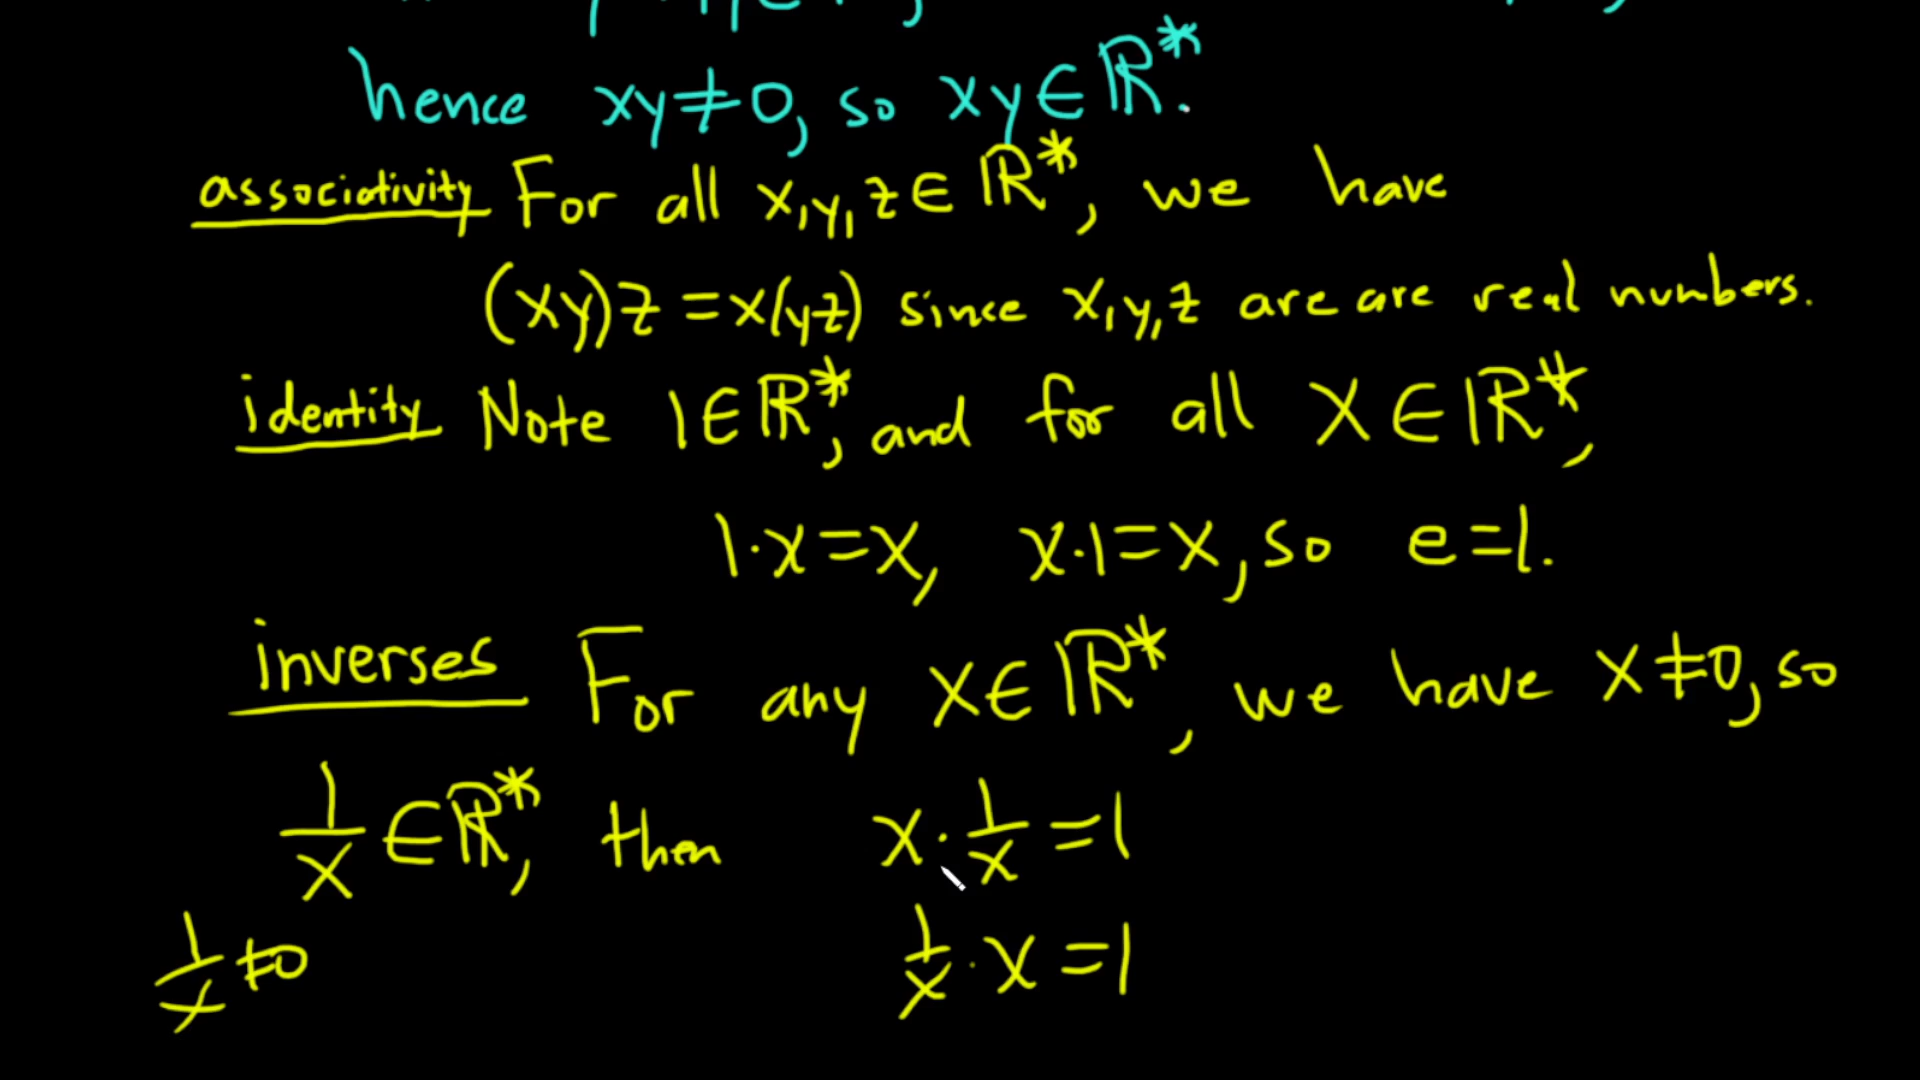 hence xy≠0, so xy∈ℝ*.
associativity For all x,y,z∈ℝ*, we have
(xy)z=x(yz) since x,y,z are are real numbers.
identity Note 1∈ℝ*, and for all x∈ℝ*,
1·x=x, x·1=x, so e=1.
inverses For any x∈ℝ*, we have x≠0, so
1/x∈ℝ*, then x·1/x=1
1/x≠0 1/x·x=1